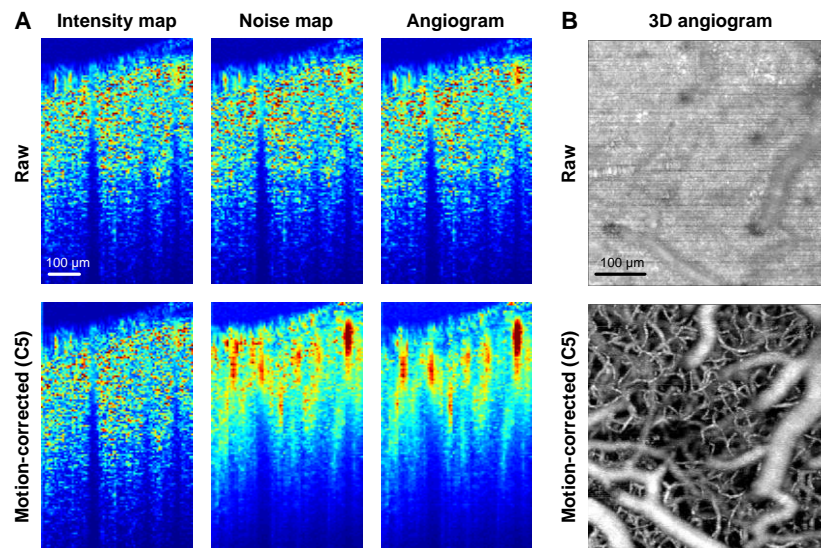 A
Intensity map
Noise map
Angiogram
B
3D angiogram
Raw
100 µm
Raw
100 µm
Motion-corrected (C5)
Motion-corrected (C5)